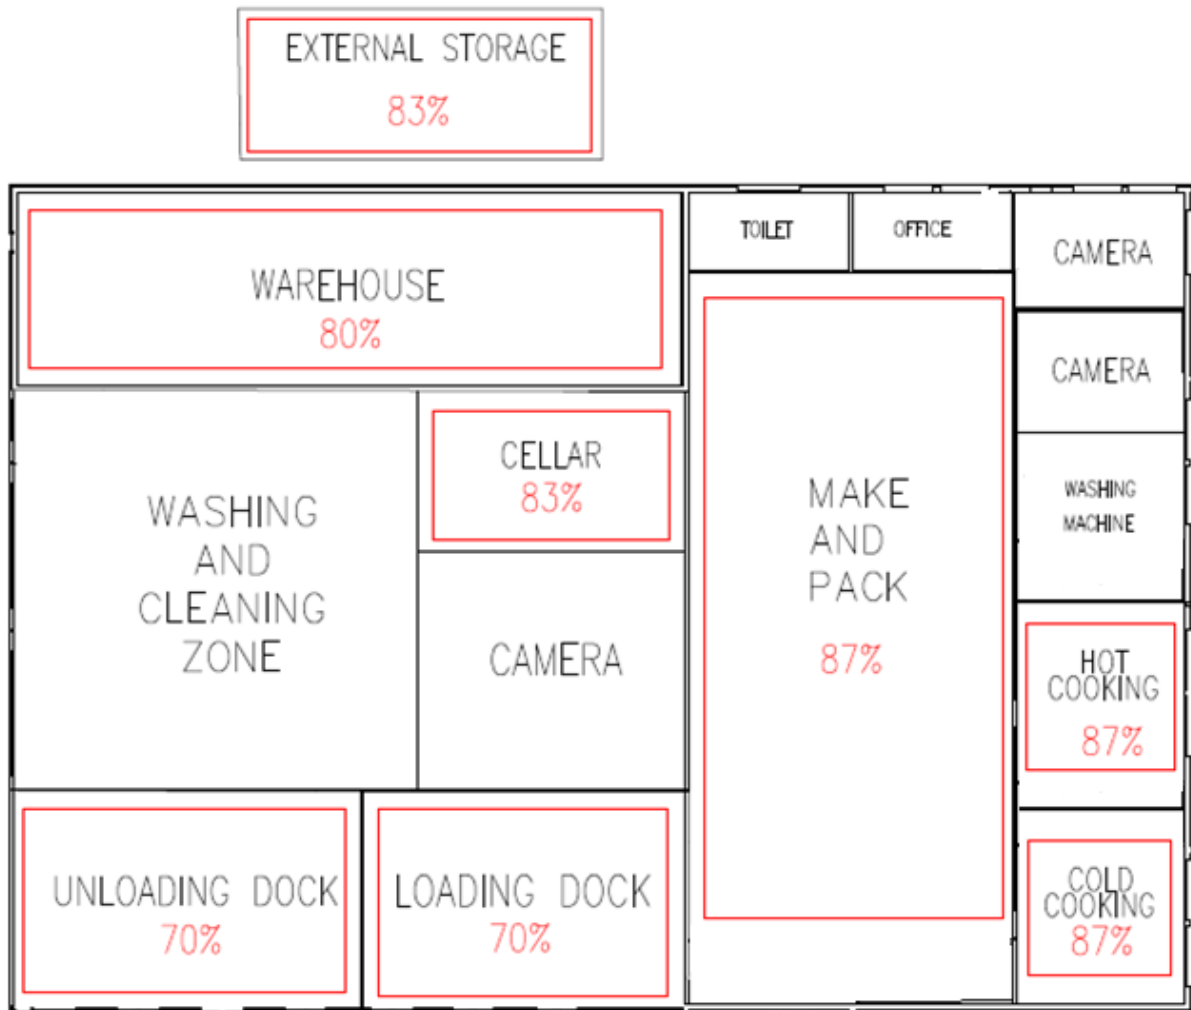 EXTERNAL STORAGE
83%
TOILET
OFFICE
CAMERA
WAREHOUSE
80%
CAMERA
CELLAR
83%
WASHING
AND
CLEANING
ZONE
MAKE
AND
PACK
87%
WASHING
MACHINE
CAMERA
HOT
COOKING
87%
UNLOADING DOCK
70%
LOADING DOCK
70%
COLD
COOKING
87%